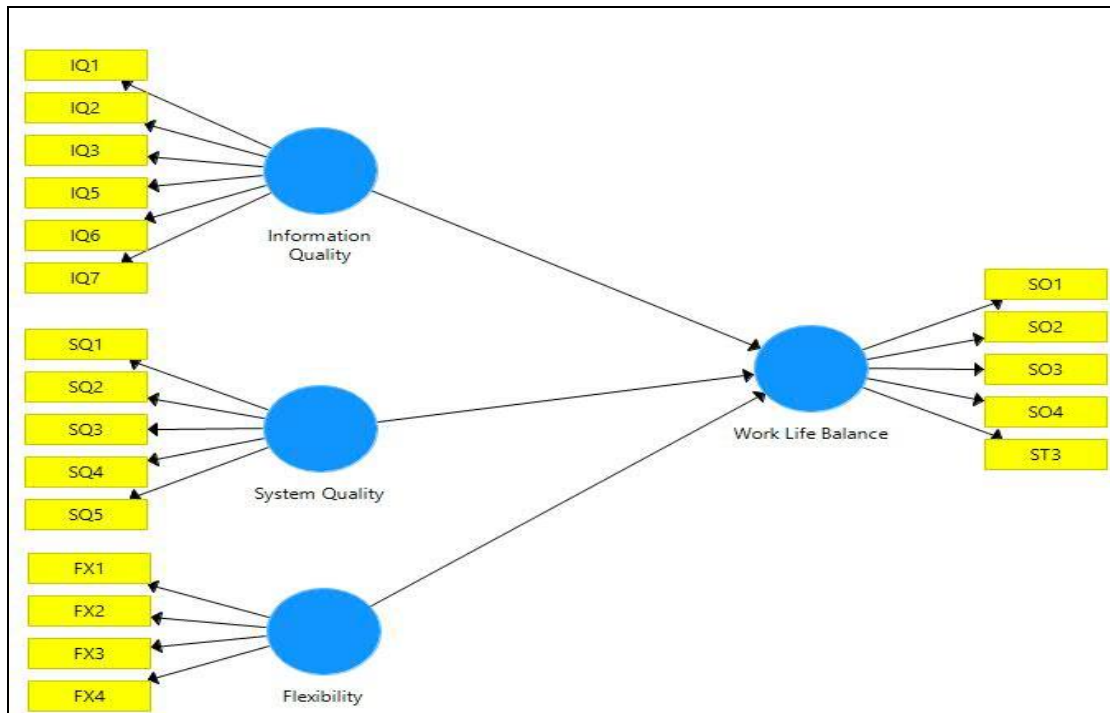 IQ1
IQ2
IQ3
IQ5
IQ6
IQ7
Information
Quality
SQ1
SQ2
SQ3
SQ4
SQ5
System Quality
FX1
FX2
FX3
FX4
Flexibility
Work Life Balance
SO1
SO2
SO3
SO4
ST3